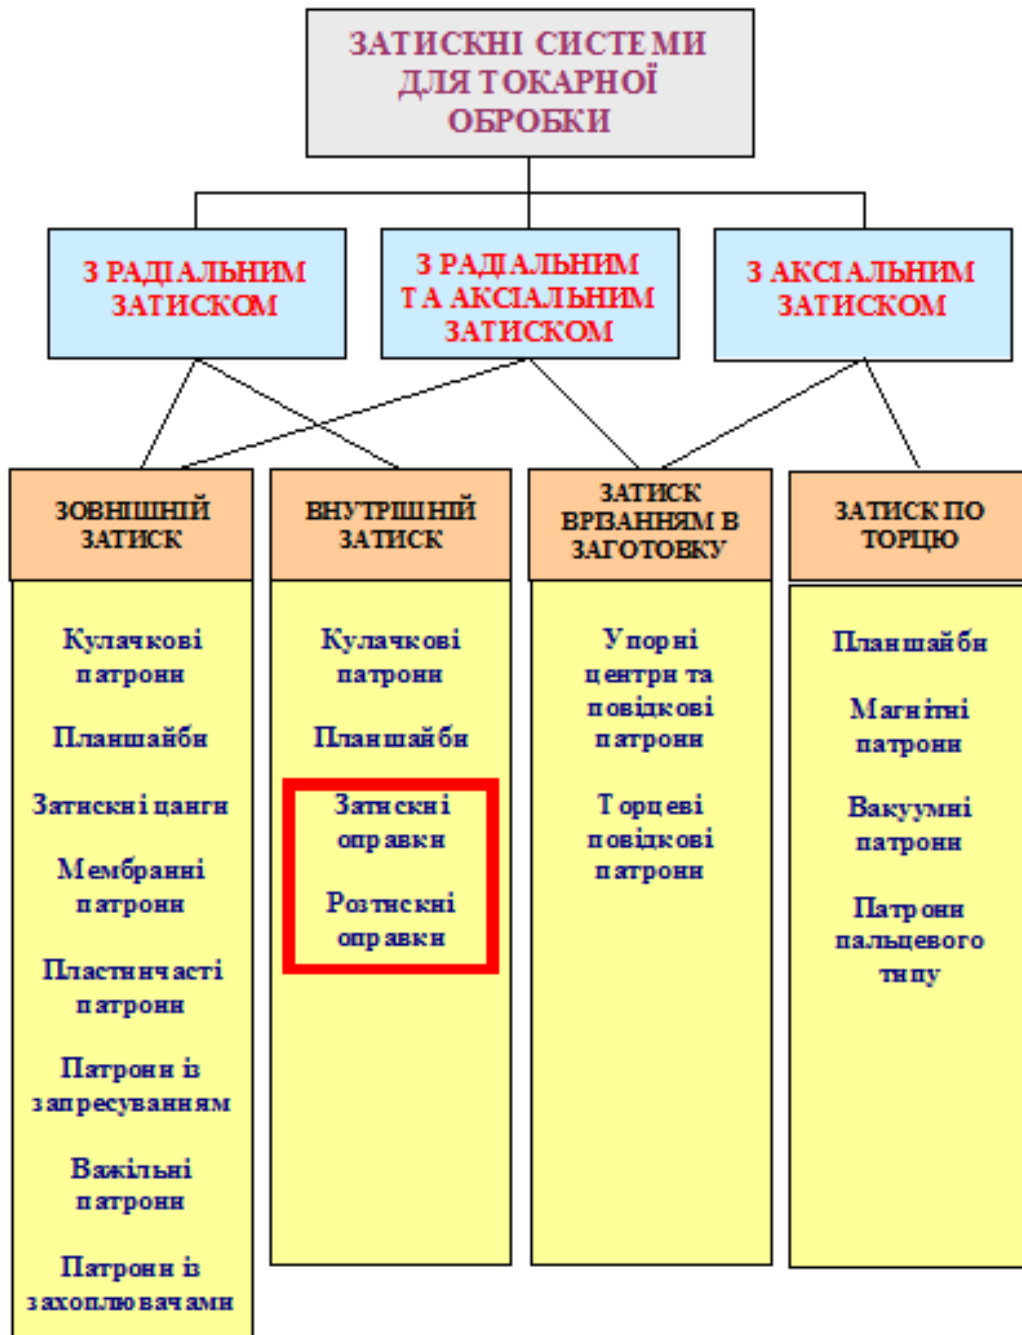 ЗАТИСКНІ СИСТЕМИ
ДЛЯ ТОКАРНОЇ
ОБРОБКИ
З РАДІАЛЬНИМ
ЗАТИСКОМ
З РАДІАЛЬНИМ
ТА АКСІАЛЬНИМ
ЗАТИСКОМ
З АКСІАЛЬНИМ
ЗАТИСКОМ
ЗОВНІШНІЙ
ЗАТИСК
Кулачкові
патрони
Планшайби
Затискні цанги
Мембранні
патрони
Пластинчасті
патрони
Патрони із
запресуванням
Важільні
патрони
Патрони із
захоплювачами
ВНУТРІШНІЙ
ЗАТИСК
Кулачкові
патрони
Планшайби
Затискні
оправки
Розтискні
оправки
ЗАТИСК
ВРІЗАННЯМ В
ЗАГОТОВКУ
Упорні
центри та
повідкові
патрони
Торцеві
повідкові
патрони
ЗАТИСК ПО
ТОРЦЮ
Планшайби
Магнітні
патрони
Вакуумні
патрони
Патрони
пальцевого
типу